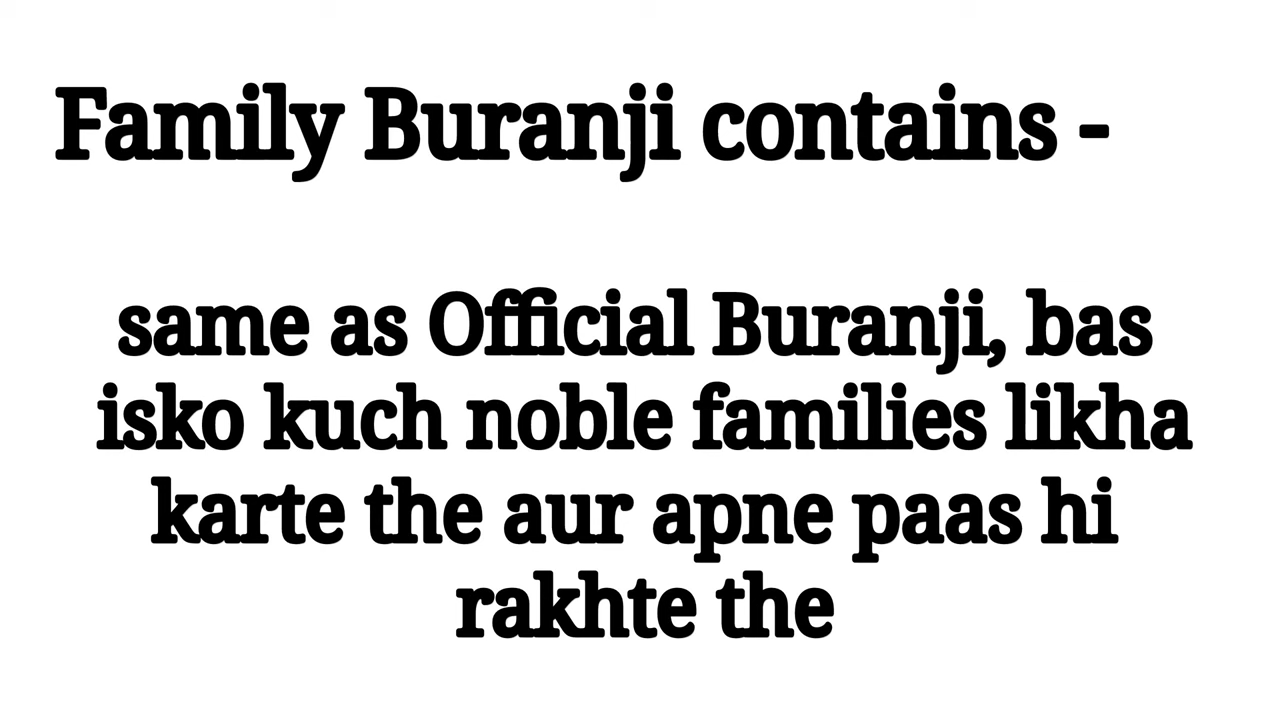 Family Buranji contains -
same as Official Buranji, bas
isko kuch noble families likha
karte the aur apne paas hi
rakhte the